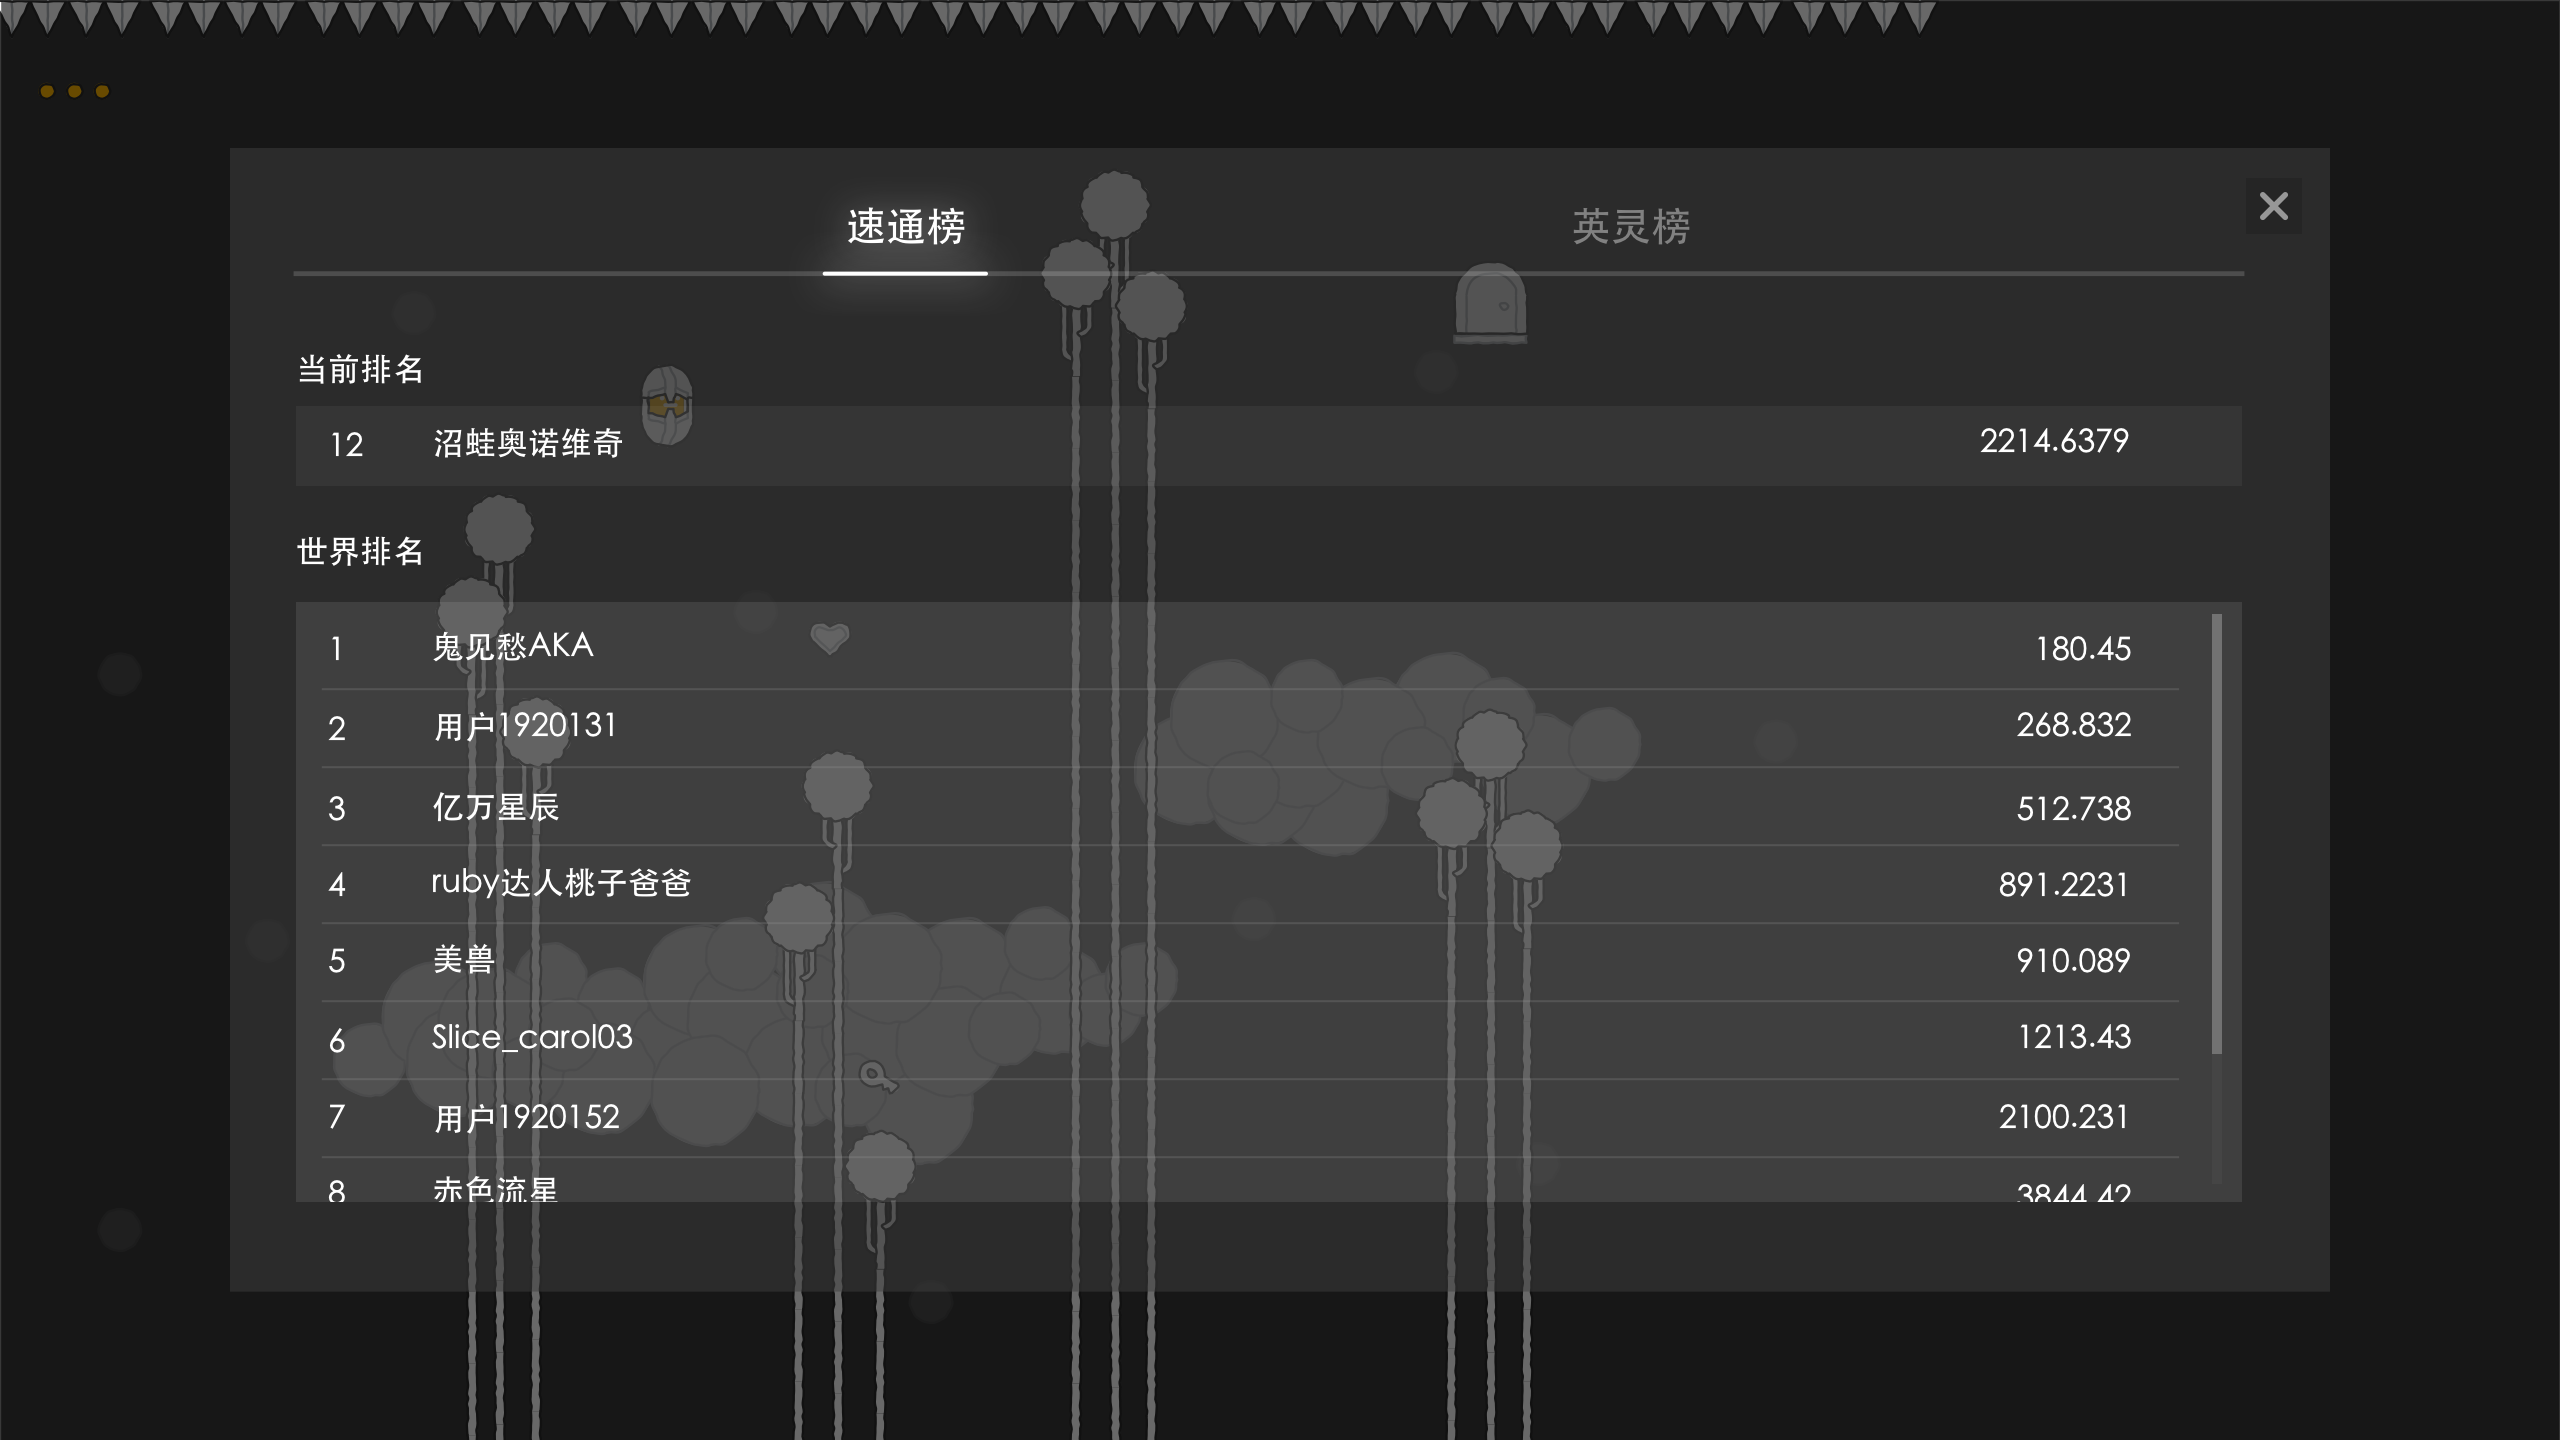 速通榜 英灵榜
当前排名
12 沼蛙奥诺维奇 2214.6379
世界排名
1 鬼见愁AKA 180.45
2 用户1920131 268.832
3 亿万星辰 512.738
4 ruby达人桃子爸爸 891.2231
5 美兽 910.089
6 Slice_carol03 1213.43
7 用户1920152 2100.231
8 赤色流星 3844.42